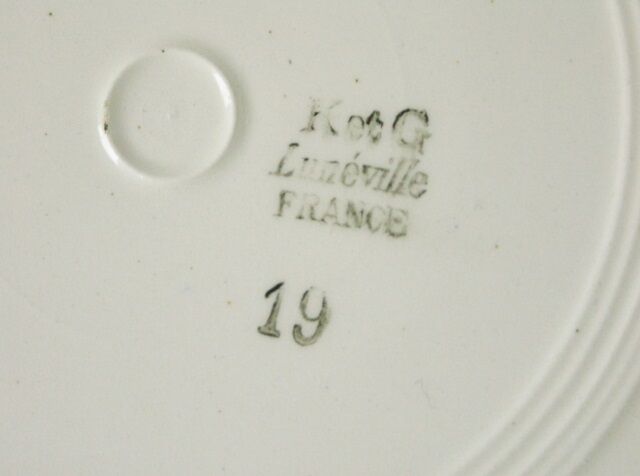 K et G
Lunéville
FRANCE
19